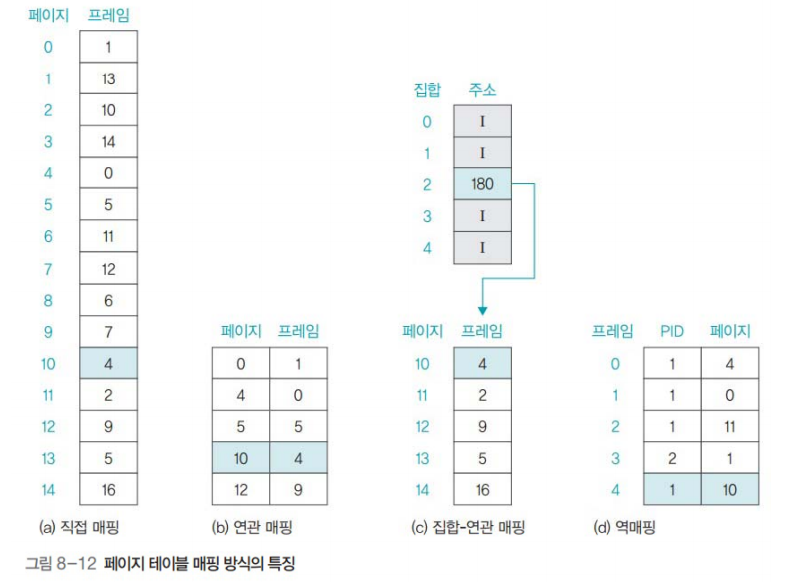 페이지 프레임
0 1
1 13
2 10
3 14
4 0
5 5
6 11
7 12
8 6
9 7
10 4
11 2
12 9
13 5
14 16
(a) 직접 매핑
페이지 프레임
0 1
4 0
5 5
10 4
12 9
(b) 연관 매핑
집합 주소
0 I
1 I
2 180
3 I
4 I
페이지 프레임
10 4
11 2
12 9
13 5
14 16
(c) 집합-연관 매핑
프레임 PID 페이지
0 1 4
1 1 0
2 1 11
3 2 1
4 1 10
(d) 역매핑
그림 8-12 페이지 테이블 매핑 방식의 특징